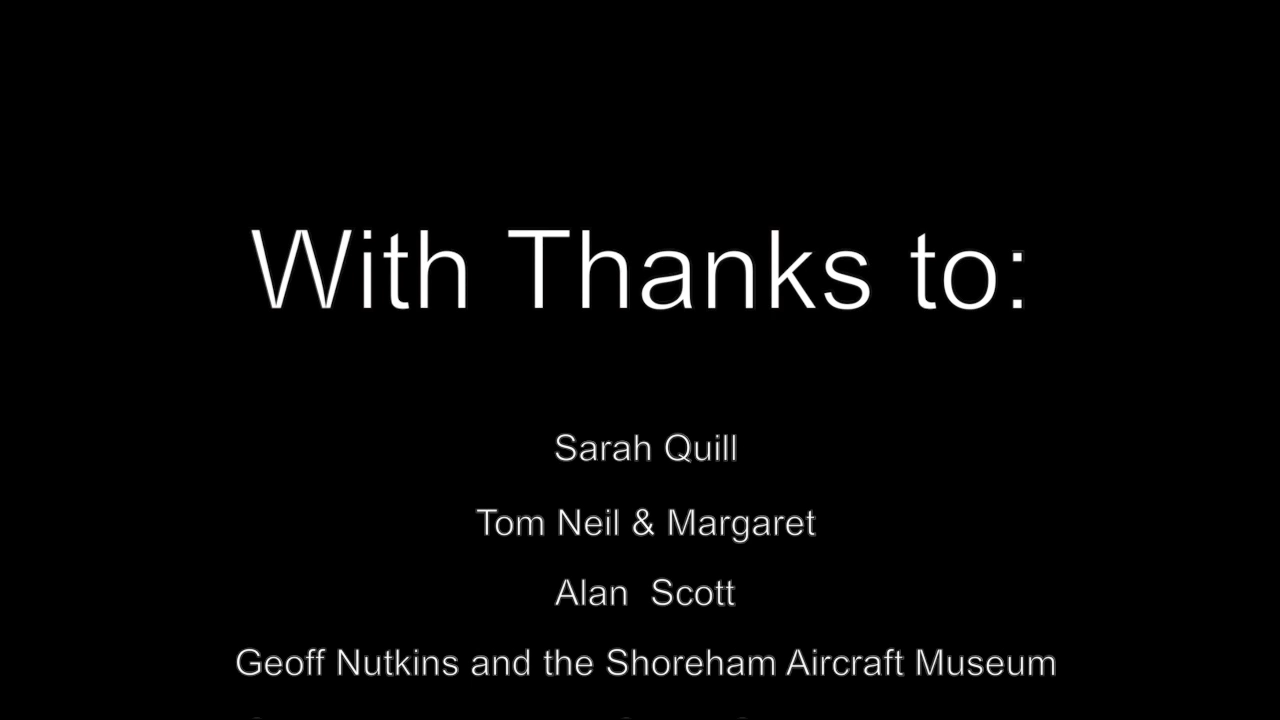 With Thanks to:
Sarah Quill
Tom Neil & Margaret
Alan  Scott
Geoff Nutkins and the Shoreham Aircraft Museum